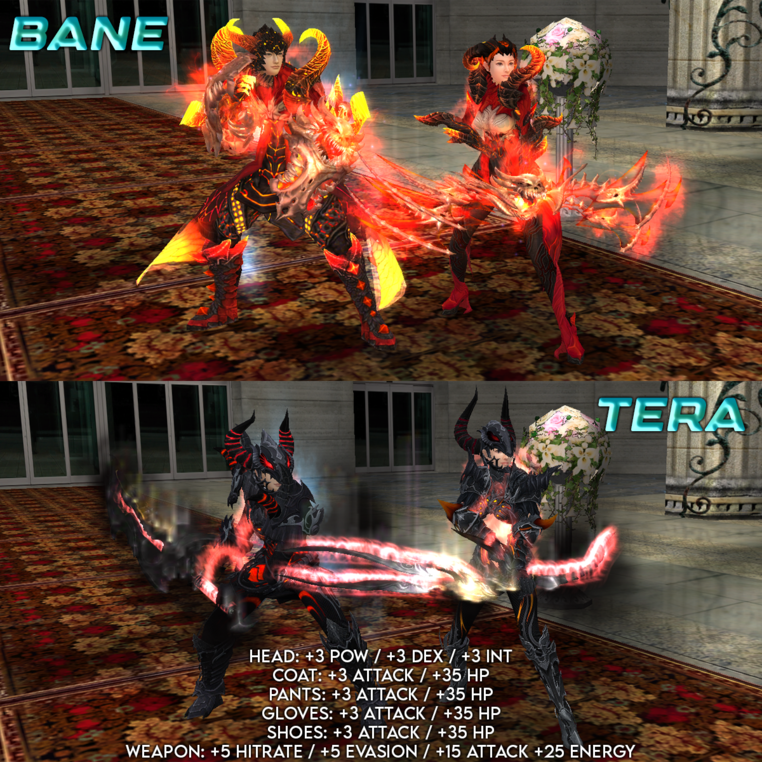 BANE
TERA
HEAD: +3 POW / +3 DEX / +3 INT
COAT: +3 ATTACK / +35 HP
PANTS: +3 ATTACK / +35 HP
GLOVES: +3 ATTACK / +35 HP
SHOES: +3 ATTACK / +35 HP
WEAPON: +5 HITRATE / +5 EVASION / +15 ATTACK +25 ENERGY